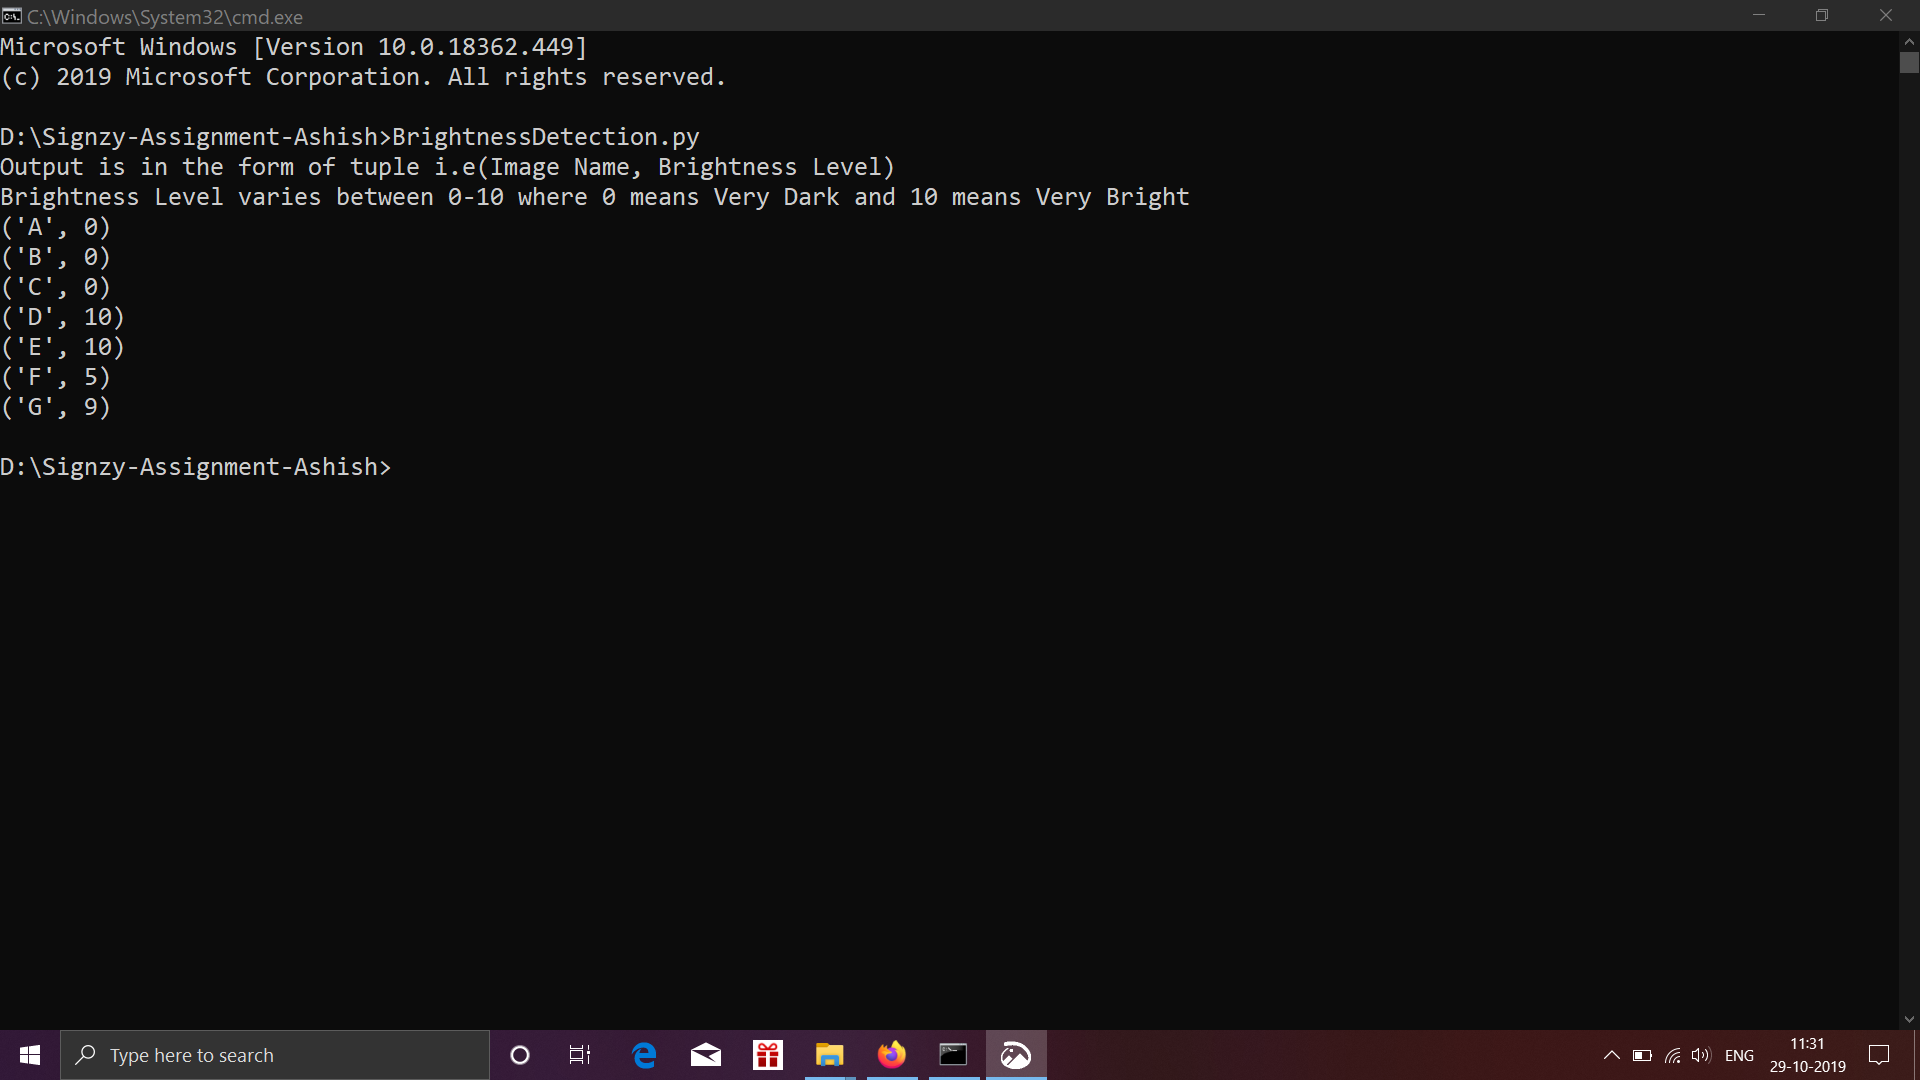 C:\Windows\System32\cmd.exe
Microsoft Windows [Version 10.0.18362.449]
(c) 2019 Microsoft Corporation. All rights reserved.
D:\Signzy-Assignment-Ashish>BrightnessDetection.py
Output is in the form of tuple i.e(Image Name, Brightness Level)
Brightness Level varies between 0-10 where 0 means Very Dark and 10 means Very Bright
('A', 0)
('B', 0)
('C', 0)
('D', 10)
('E', 10)
('F', 5)
('G', 9)
D:\Signzy-Assignment-Ashish>
Type here to search
ENG
11:31
29-10-2019